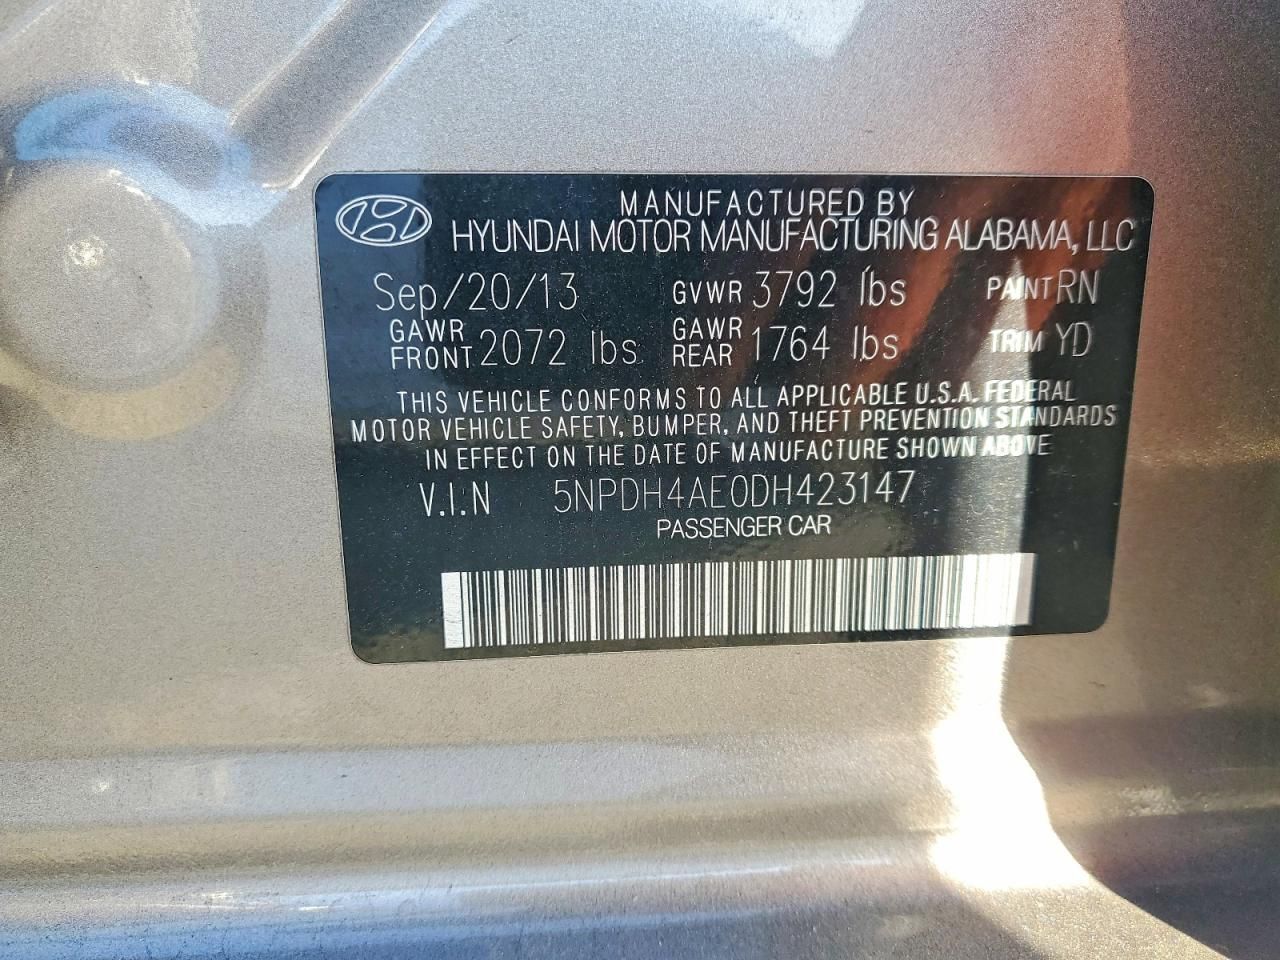 MANUFACTURED BY
HYUNDAI MOTOR MANUFACTURING ALABAMA, LLC
Sep/20/13 GVWR 3792 lbs PAINT RN
GAWR FRONT 2072 lbs GAWR REAR 1764 lbs TRIM YD
THIS VEHICLE CONFORMS TO ALL APPLICABLE U.S.A. FEDERAL
MOTOR VEHICLE SAFETY, BUMPER, AND THEFT PREVENTION STANDARDS
IN EFFECT ON THE DATE OF MANUFACTURE SHOWN ABOVE
V.I.N 5NPDH4AE0DH423147
PASSENGER CAR